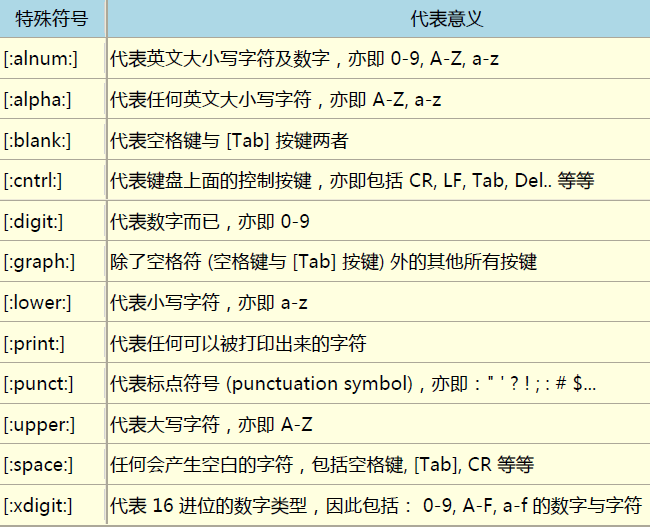 特殊符号 代表意义
[:alnum:] 代表英文大小写字符及数字，亦即 0-9, A-Z, a-z
[:alpha:] 代表任何英文大小写字符，亦即 A-Z, a-z
[:blank:] 代表空格键与 [Tab] 按键两者
[:cntrl:] 代表键盘上面的控制按键，亦即包括 CR, LF, Tab, Del.. 等等
[:digit:] 代表数字而已，亦即 0-9
[:graph:] 除了空格符 (空格键与 [Tab] 按键) 外的其他所有按键
[:lower:] 代表小写字符，亦即 a-z
[:print:] 代表任何可以被打印出来的字符
[:punct:] 代表标点符号 (punctuation symbol)，亦即：" ' ? ! ; : # $...
[:upper:] 代表大写字符，亦即 A-Z
[:space:] 任何会产生空白的字符，包括空格键, [Tab], CR 等等
[:xdigit:] 代表 16 进位的数字类型，因此包括： 0-9, A-F, a-f 的数字与字符